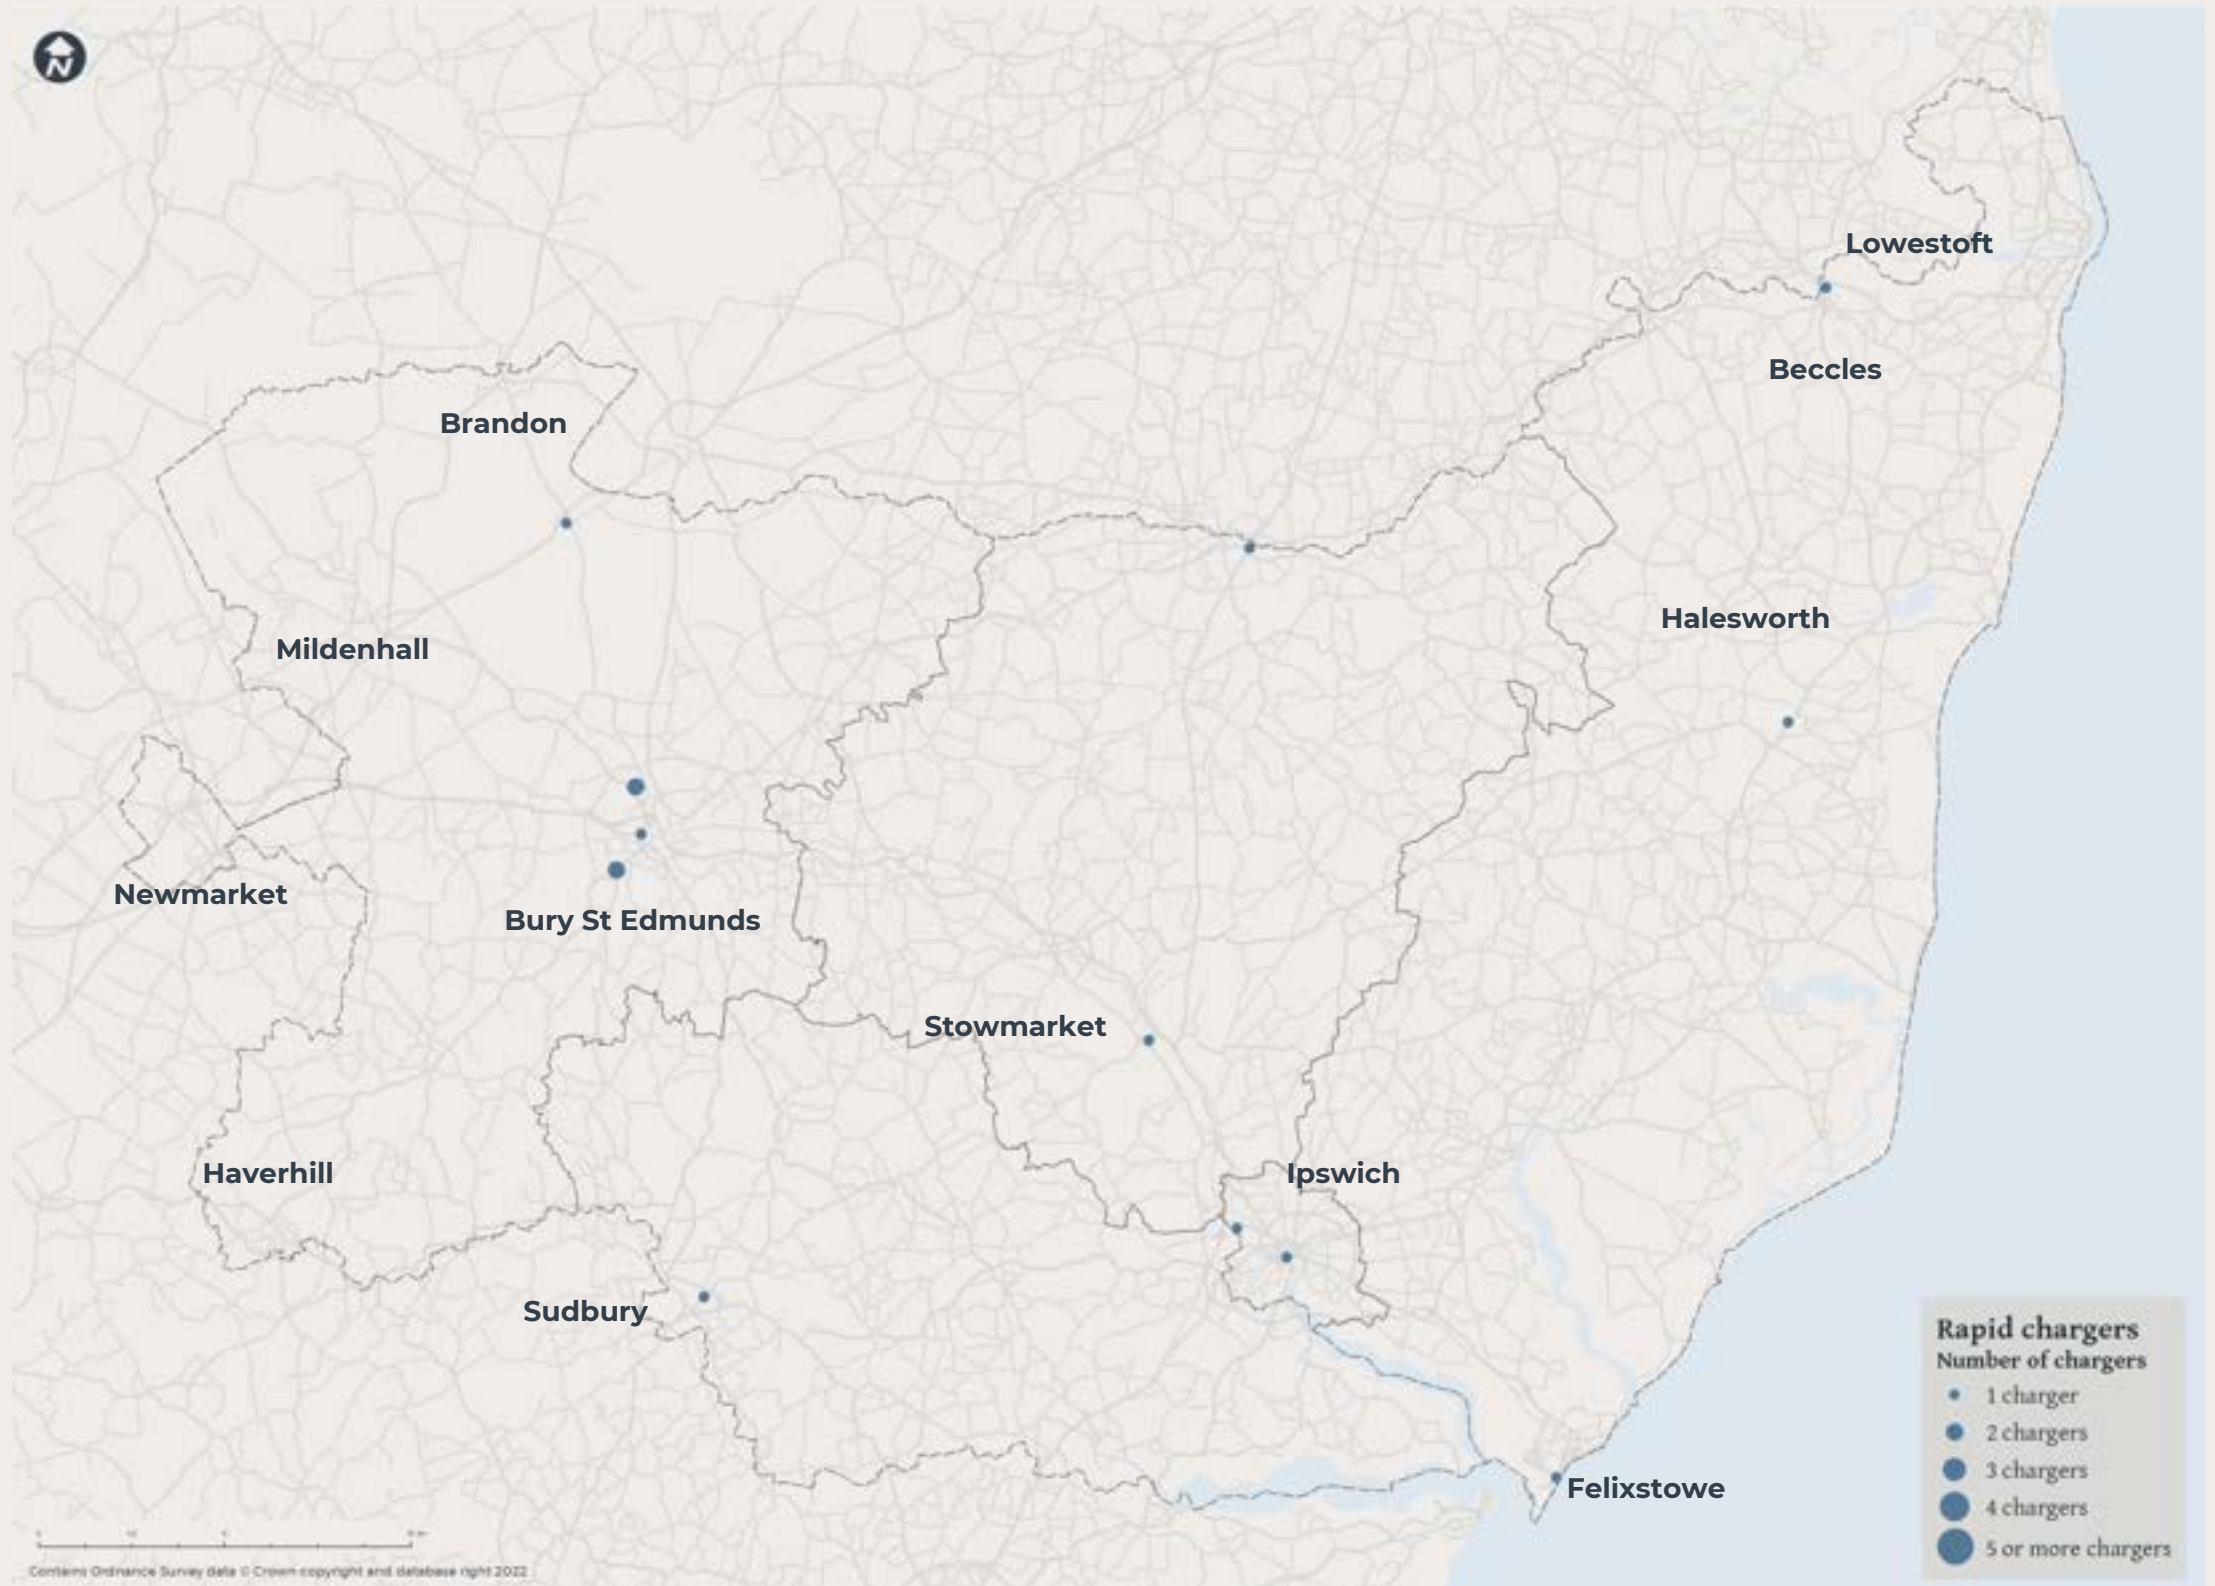 N
Lowestoft
Beccles
Brandon
Halesworth
Mildenhall
Newmarket
Bury St Edmunds
Stowmarket
Haverhill
Ipswich
Sudbury
Felixstowe
Rapid chargers
Number of chargers
1 charger
2 chargers
3 chargers
4 chargers
5 or more chargers
Contains Ordnance Survey data © Crown copyright and database right 2022